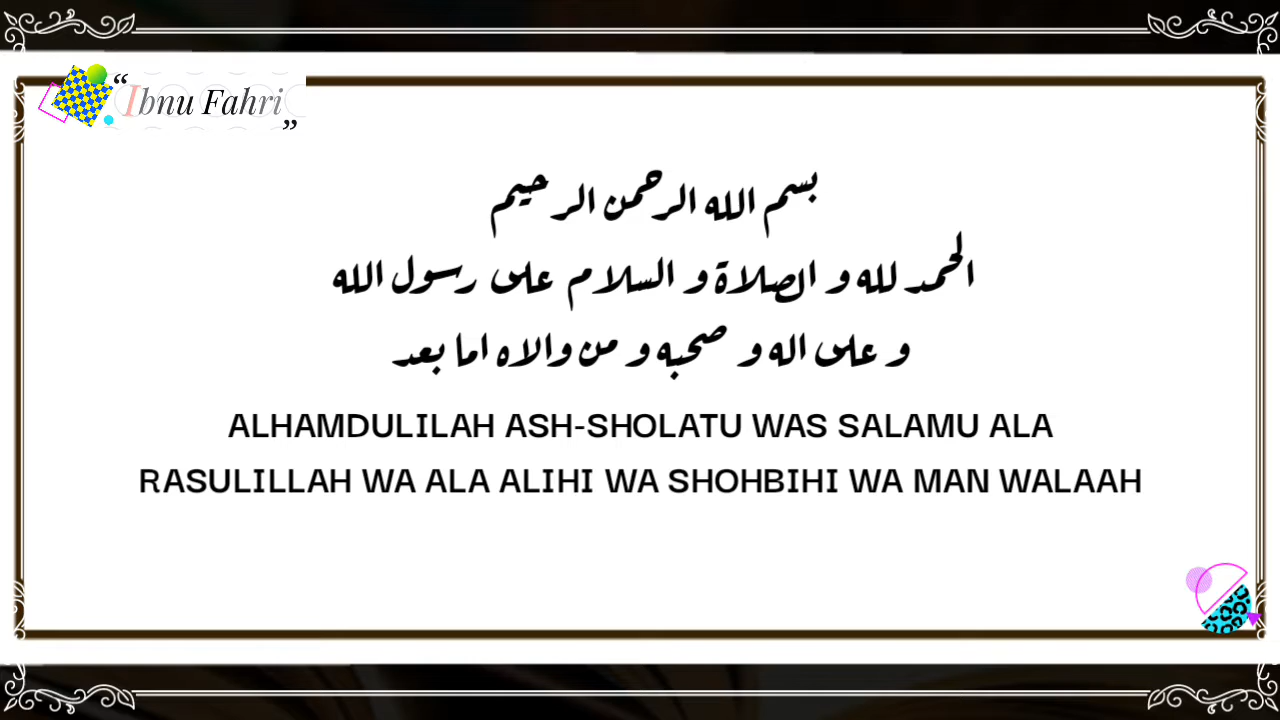 “Ibnu Fahri”
بسم الله الرحمن الرحيم
الحمد لله و الصلاة و السلام على رسول الله
و على اله و صحبه و من والاه اما بعد
ALHAMDULILAH ASH-SHOLATU WAS SALAMU ALA
RASULILLAH WA ALA ALIHI WA SHOHBIHI WA MAN WALAAH